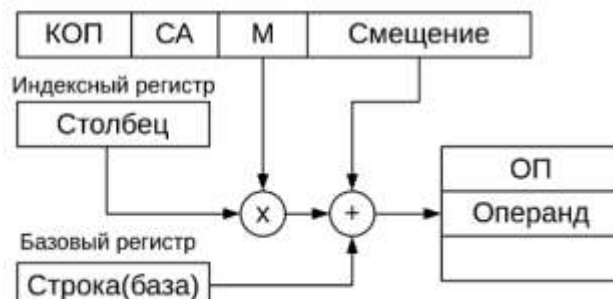 КОП СА М Смещение
Индексный регистр
Столбец
ОП
х +
Операнд
Базовый регистр
Строка(база)